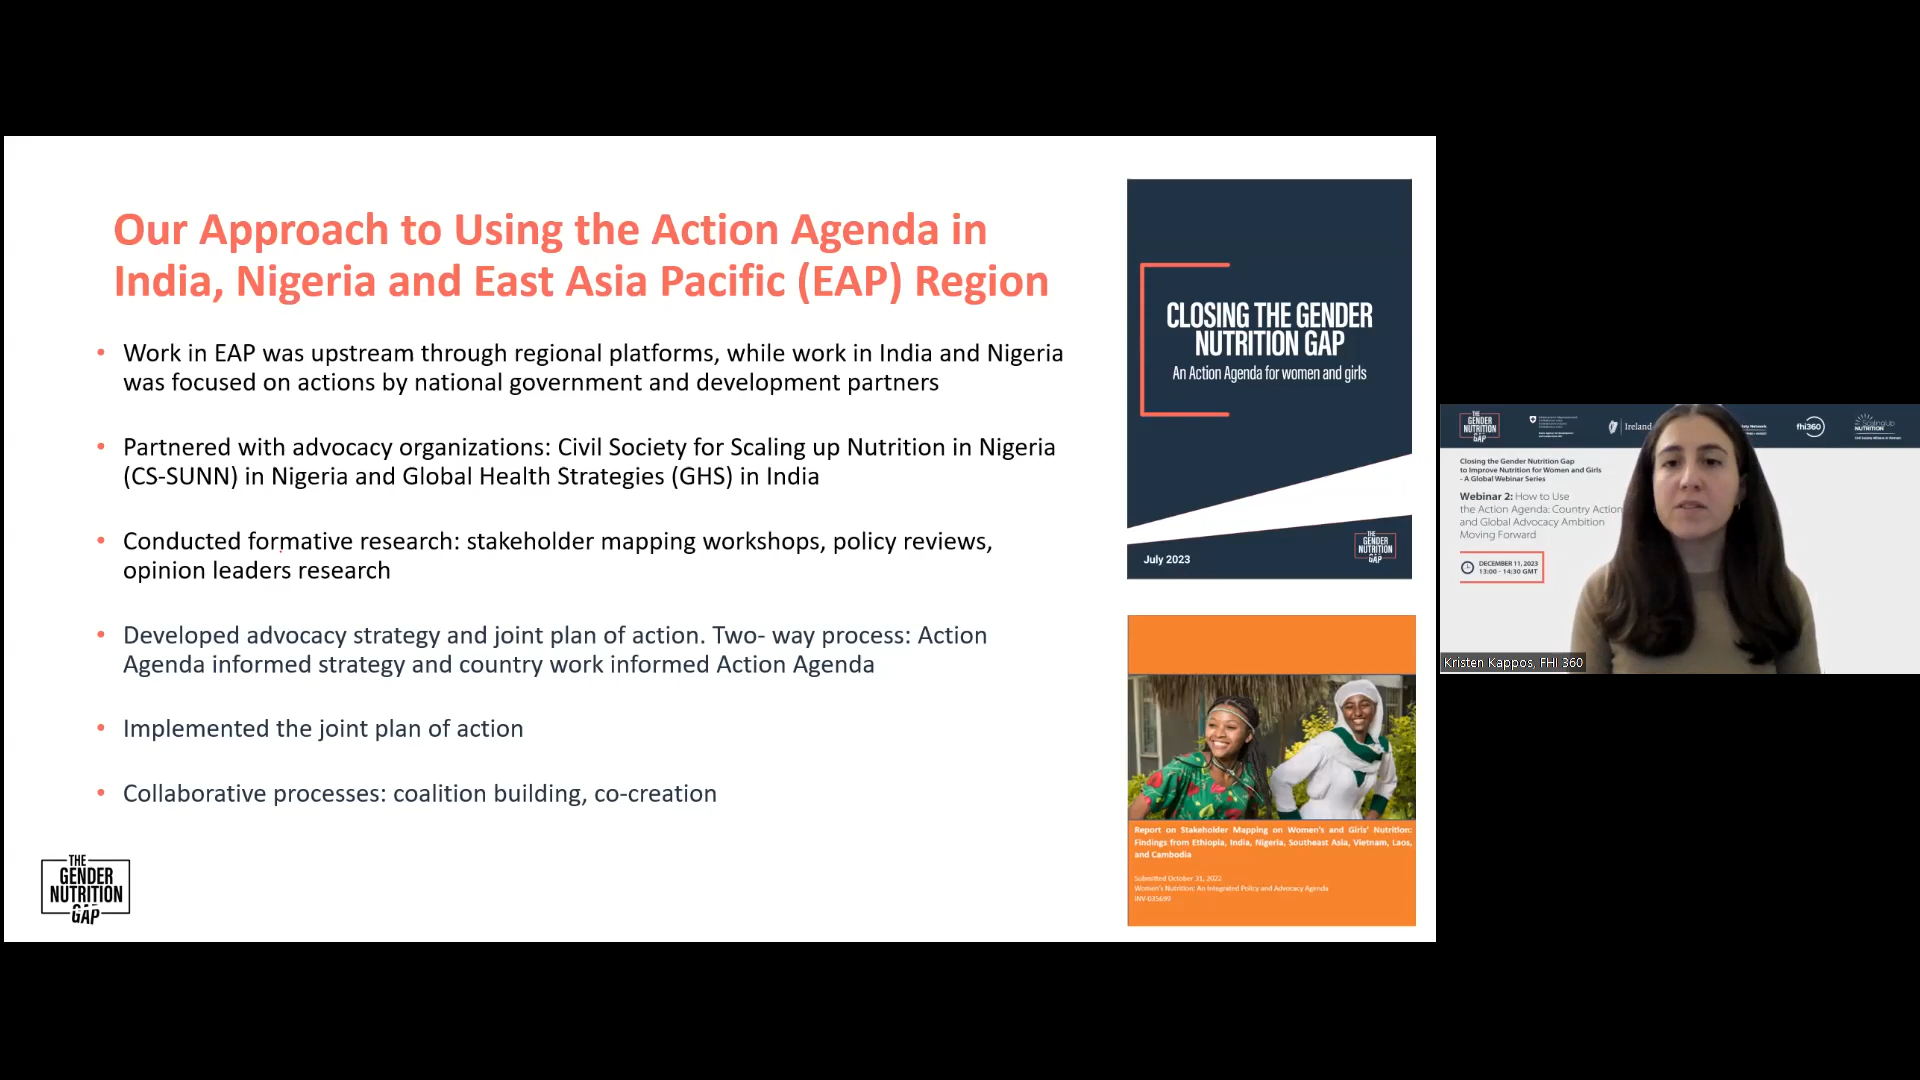 Our Approach to Using the Action Agenda in
India, Nigeria and East Asia Pacific (EAP) Region
• Work in EAP was upstream through regional platforms, while work in India and Nigeria
was focused on actions by national government and development partners
• Partnered with advocacy organizations: Civil Society for Scaling up Nutrition in Nigeria
(CS-SUNN) in Nigeria and Global Health Strategies (GHS) in India
• Conducted formative research: stakeholder mapping workshops, policy reviews,
opinion leaders research
• Developed advocacy strategy and joint plan of action. Two- way process: Action
Agenda informed strategy and country work informed Action Agenda
• Implemented the joint plan of action
• Collaborative processes: coalition building, co-creation
THE
GENDER
NUTRITION
GAP
CLOSING THE GENDER
NUTRITION GAP
An Action Agenda for women and girls
July 2023
THE
GENDER
NUTRITION
GAP
Report on Stakeholder Mapping on Women's and Girls' Nutrition:
Findings from Ethiopia, India, Nigeria, Southeast Asia, Vietnam, Laos,
and Cambodia
Submitted October 31, 2022
Women's Nutrition: An Integrated Policy and Advocacy Agenda
INV-035699
THE
GENDER
NUTRITION
GAP
Ireland
fhi360
Scaling Up
NUTRITION
Closing the Gender Nutrition Gap
to Improve Nutrition for Women and Girls
- A Global Webinar Series
Webinar 2: How to Use
the Action Agenda: Country Action
and Global Advocacy Ambition
Moving Forward
DECEMBER 11, 2023
13:00 - 14:30 GMT
Kristen Kappos, FHI 360